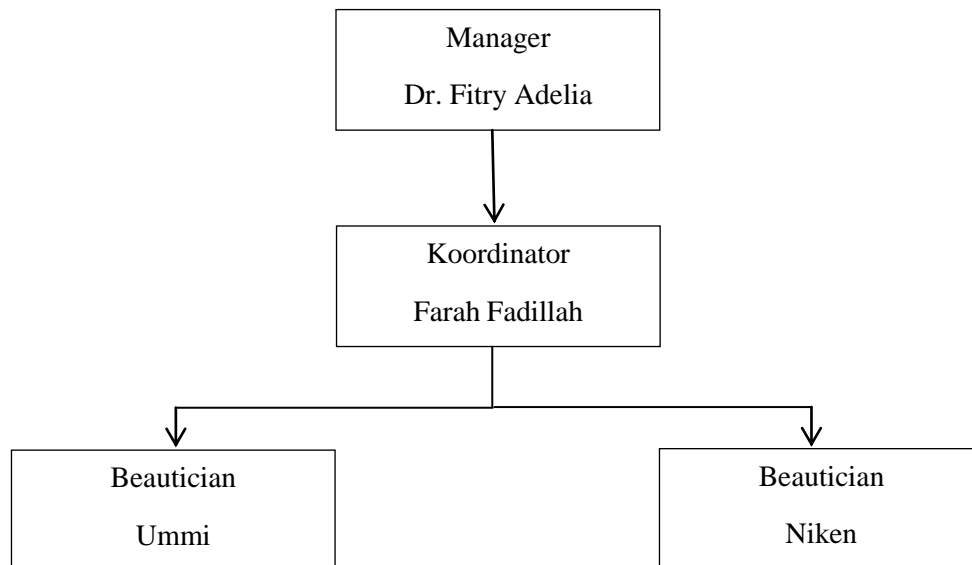 Manager
Dr. Fitry Adelia
Koordinator
Farah Fadillah
Beautician
Ummi
Beautician
Niken